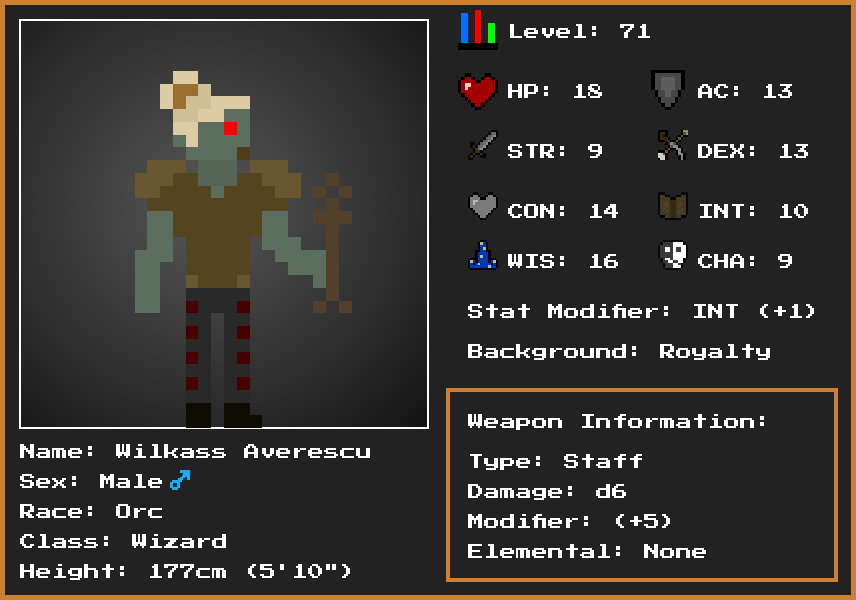 Level: 71
HP: 18
AC: 13
STR: 9
DEX: 13
CON: 14
INT: 10
WIS: 16
CHA: 9
Stat Modifier: INT (+1)
Background: Royalty
Weapon Information:
Type: Staff
Damage: d6
Modifier: (+5)
Elemental: None
Name: Wilkass Averescu
Sex: Male ♂
Race: Orc
Class: Wizard
Height: 177cm (5'10")